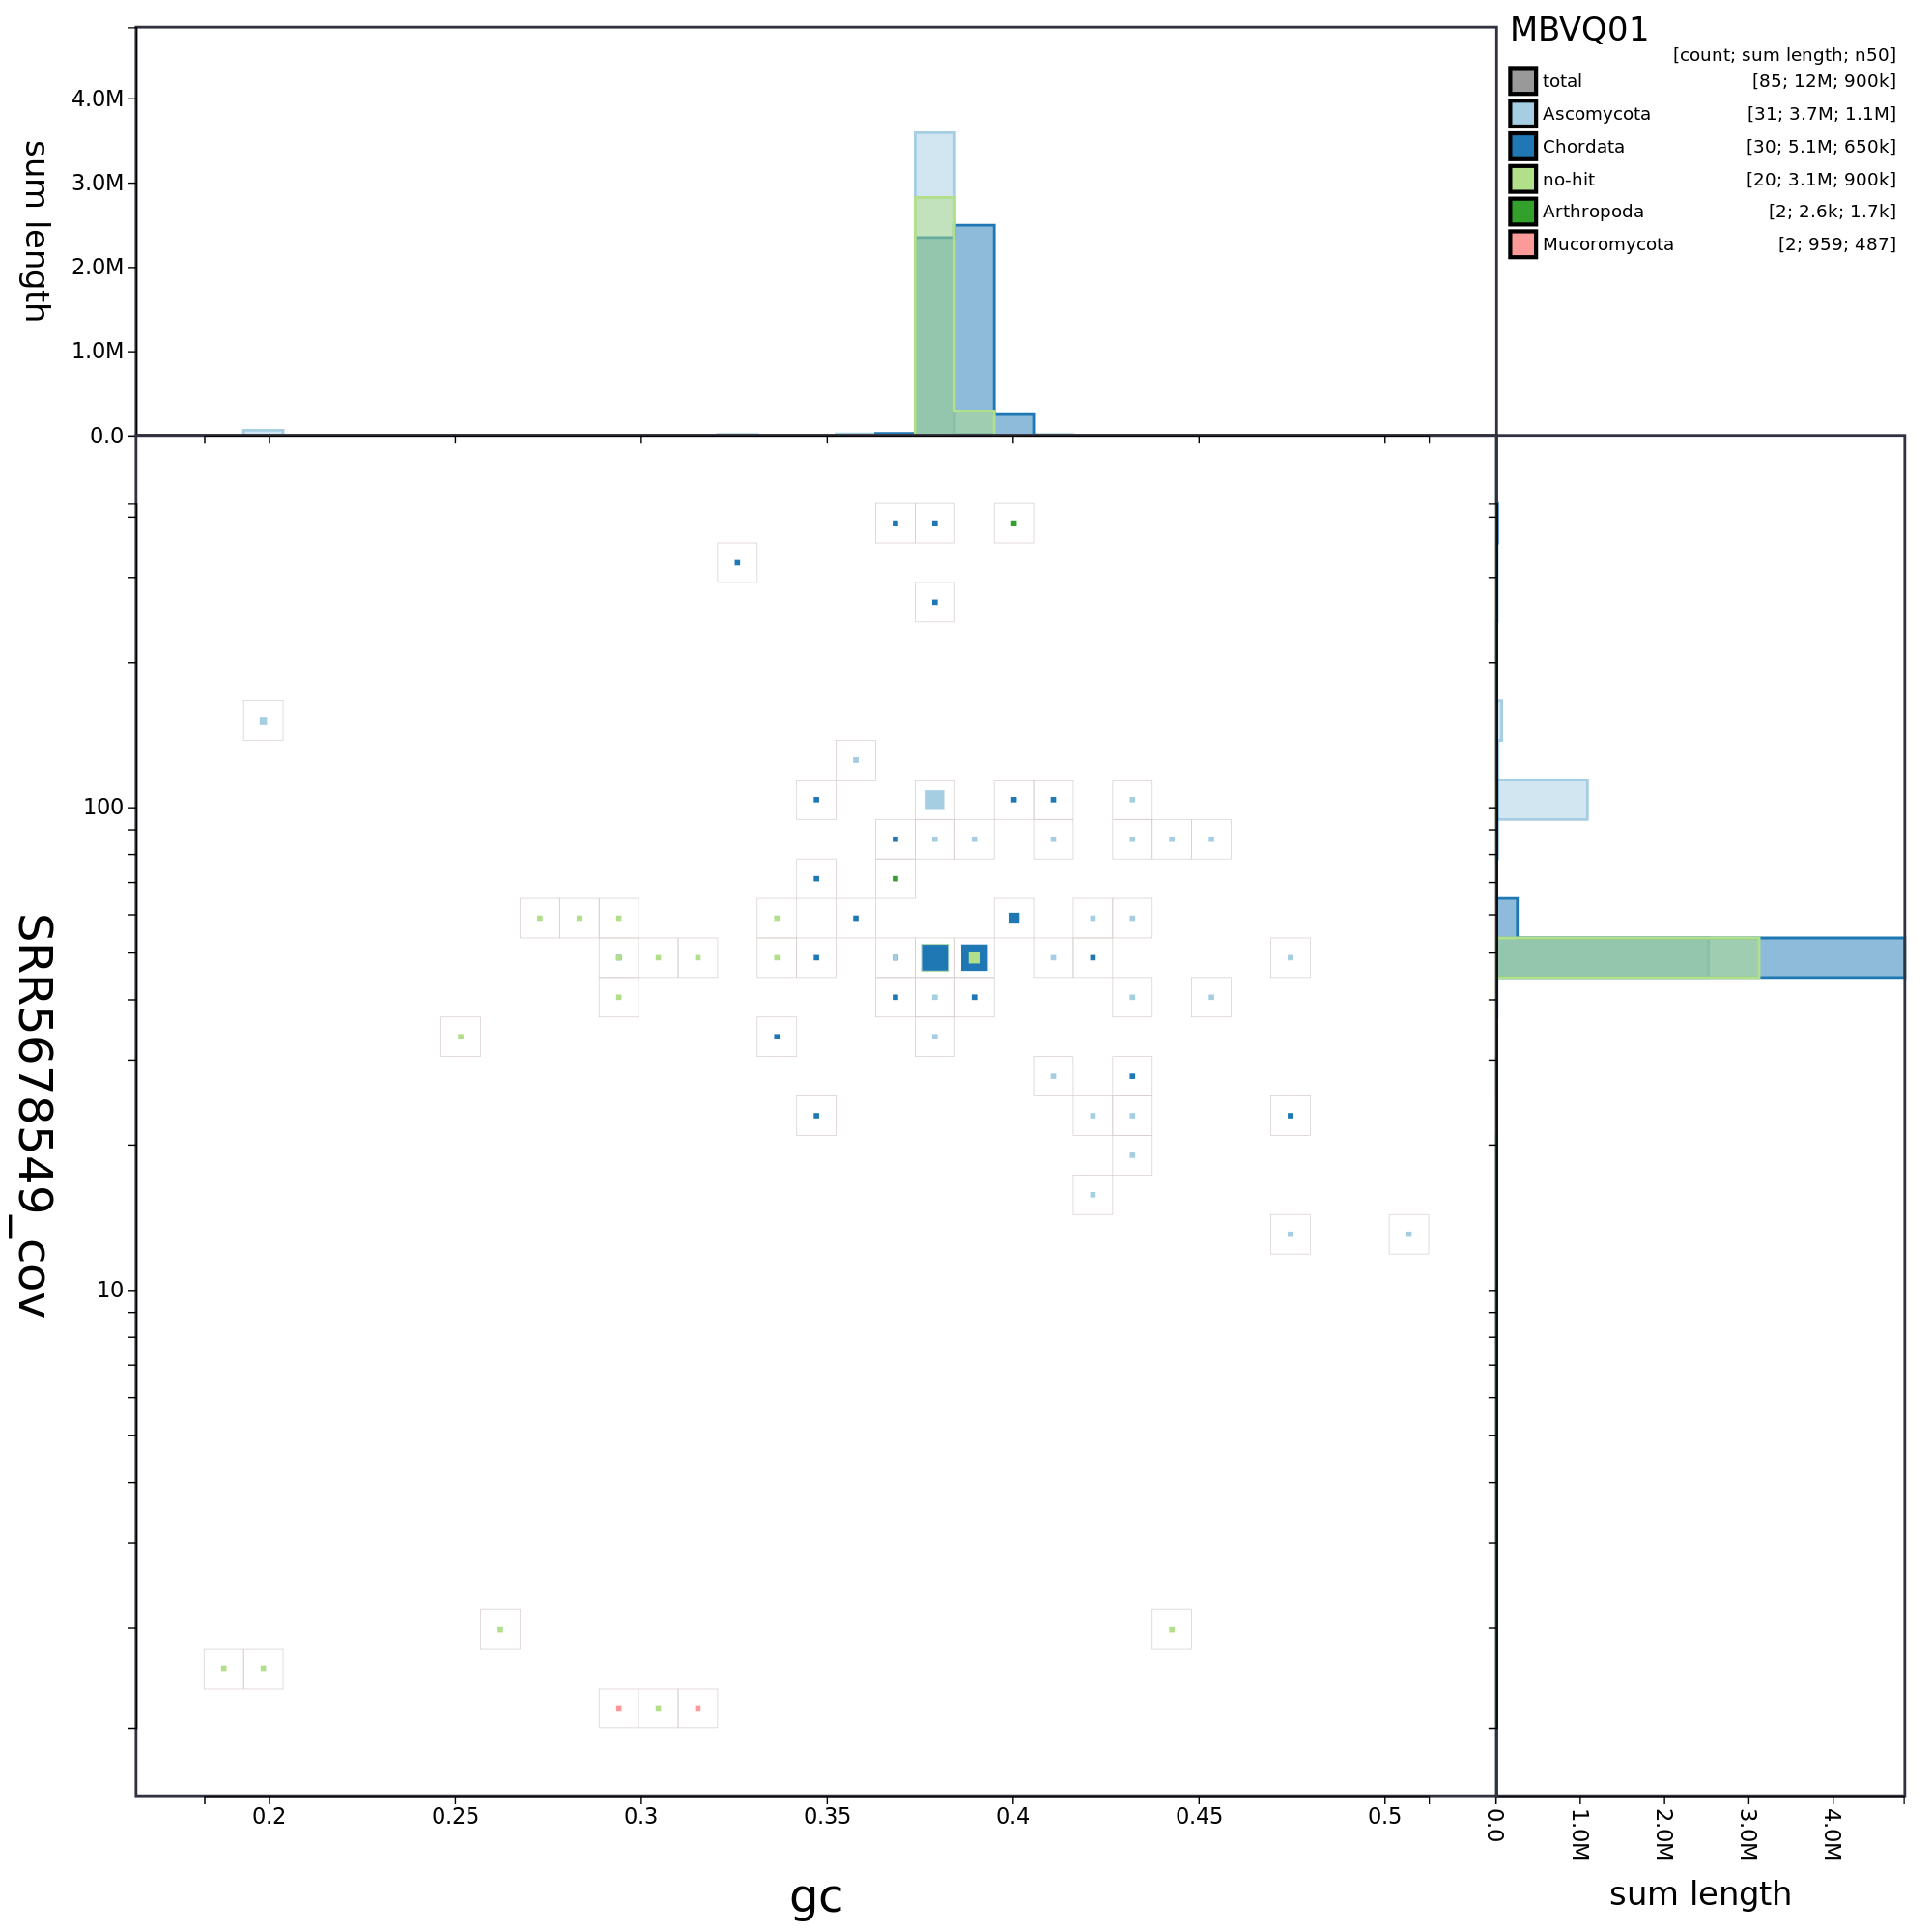 MBVQ01
[count; sum length; n50]
total [85; 12M; 900k]
Ascomycota [31; 3.7M; 1.1M]
Chordata [30; 5.1M; 650k]
no-hit [20; 3.1M; 900k]
Arthropoda [2; 2.6k; 1.7k]
Mucoromycota [2; 959; 487]
sum length
4.0M
3.0M
2.0M
1.0M
0.0
SRR5678549_cov
100
10
0.2 0.25 0.3 0.35 0.4 0.45 0.5
gc
0.0 1.0M 2.0M 3.0M 4.0M
sum length